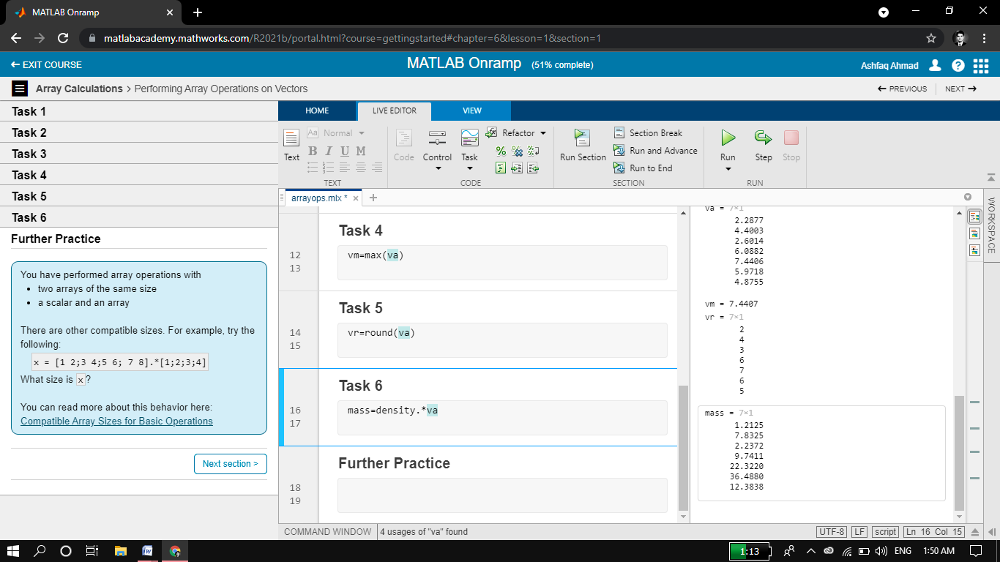 MATLAB Onramp
matlabacademy.mathworks.com/R2021b/portal.html?course=gettingstarted#chapter=6&lesson=1&section=1
EXIT COURSE
MATLAB Onramp (51% complete)
Ashfaq Ahmad
Array Calculations > Performing Array Operations on Vectors
PREVIOUS
NEXT
Task 1
Task 2
Task 3
Task 4
Task 5
Task 6
Further Practice
You have performed array operations with
• two arrays of the same size
• a scalar and an array
There are other compatible sizes. For example, try the
following:
x = [1 2;3 4;5 6; 7 8].*[1;2;3;4]
What size is x?
You can read more about this behavior here:
Compatible Array Sizes for Basic Operations
Next section >
HOME
LIVE EDITOR
VIEW
Text
Aa Normal
B I U M
TEXT
Code
Control
Task
Refactor
CODE
Run Section
Section Break
Run and Advance
Run to End
SECTION
Run
Step
Stop
RUN
arrayops.mlx *
Task 4
12 vm=max(va)
13
Task 5
14 vr=round(va)
15
Task 6
16 mass=density.*va
17
Further Practice
18
19
va = 7×1
2.2877
4.4003
2.6014
6.0882
7.4406
5.9718
4.8755
vm = 7.4407
vr = 7×1
2
4
3
6
7
6
5
mass = 7×1
1.2125
7.8325
2.2372
9.7411
22.3220
36.4880
12.3838
WORKSPACE
COMMAND WINDOW
4 usages of "va" found
UTF-8 LF script Ln 16 Col 15
1:13
ENG
1:50 AM